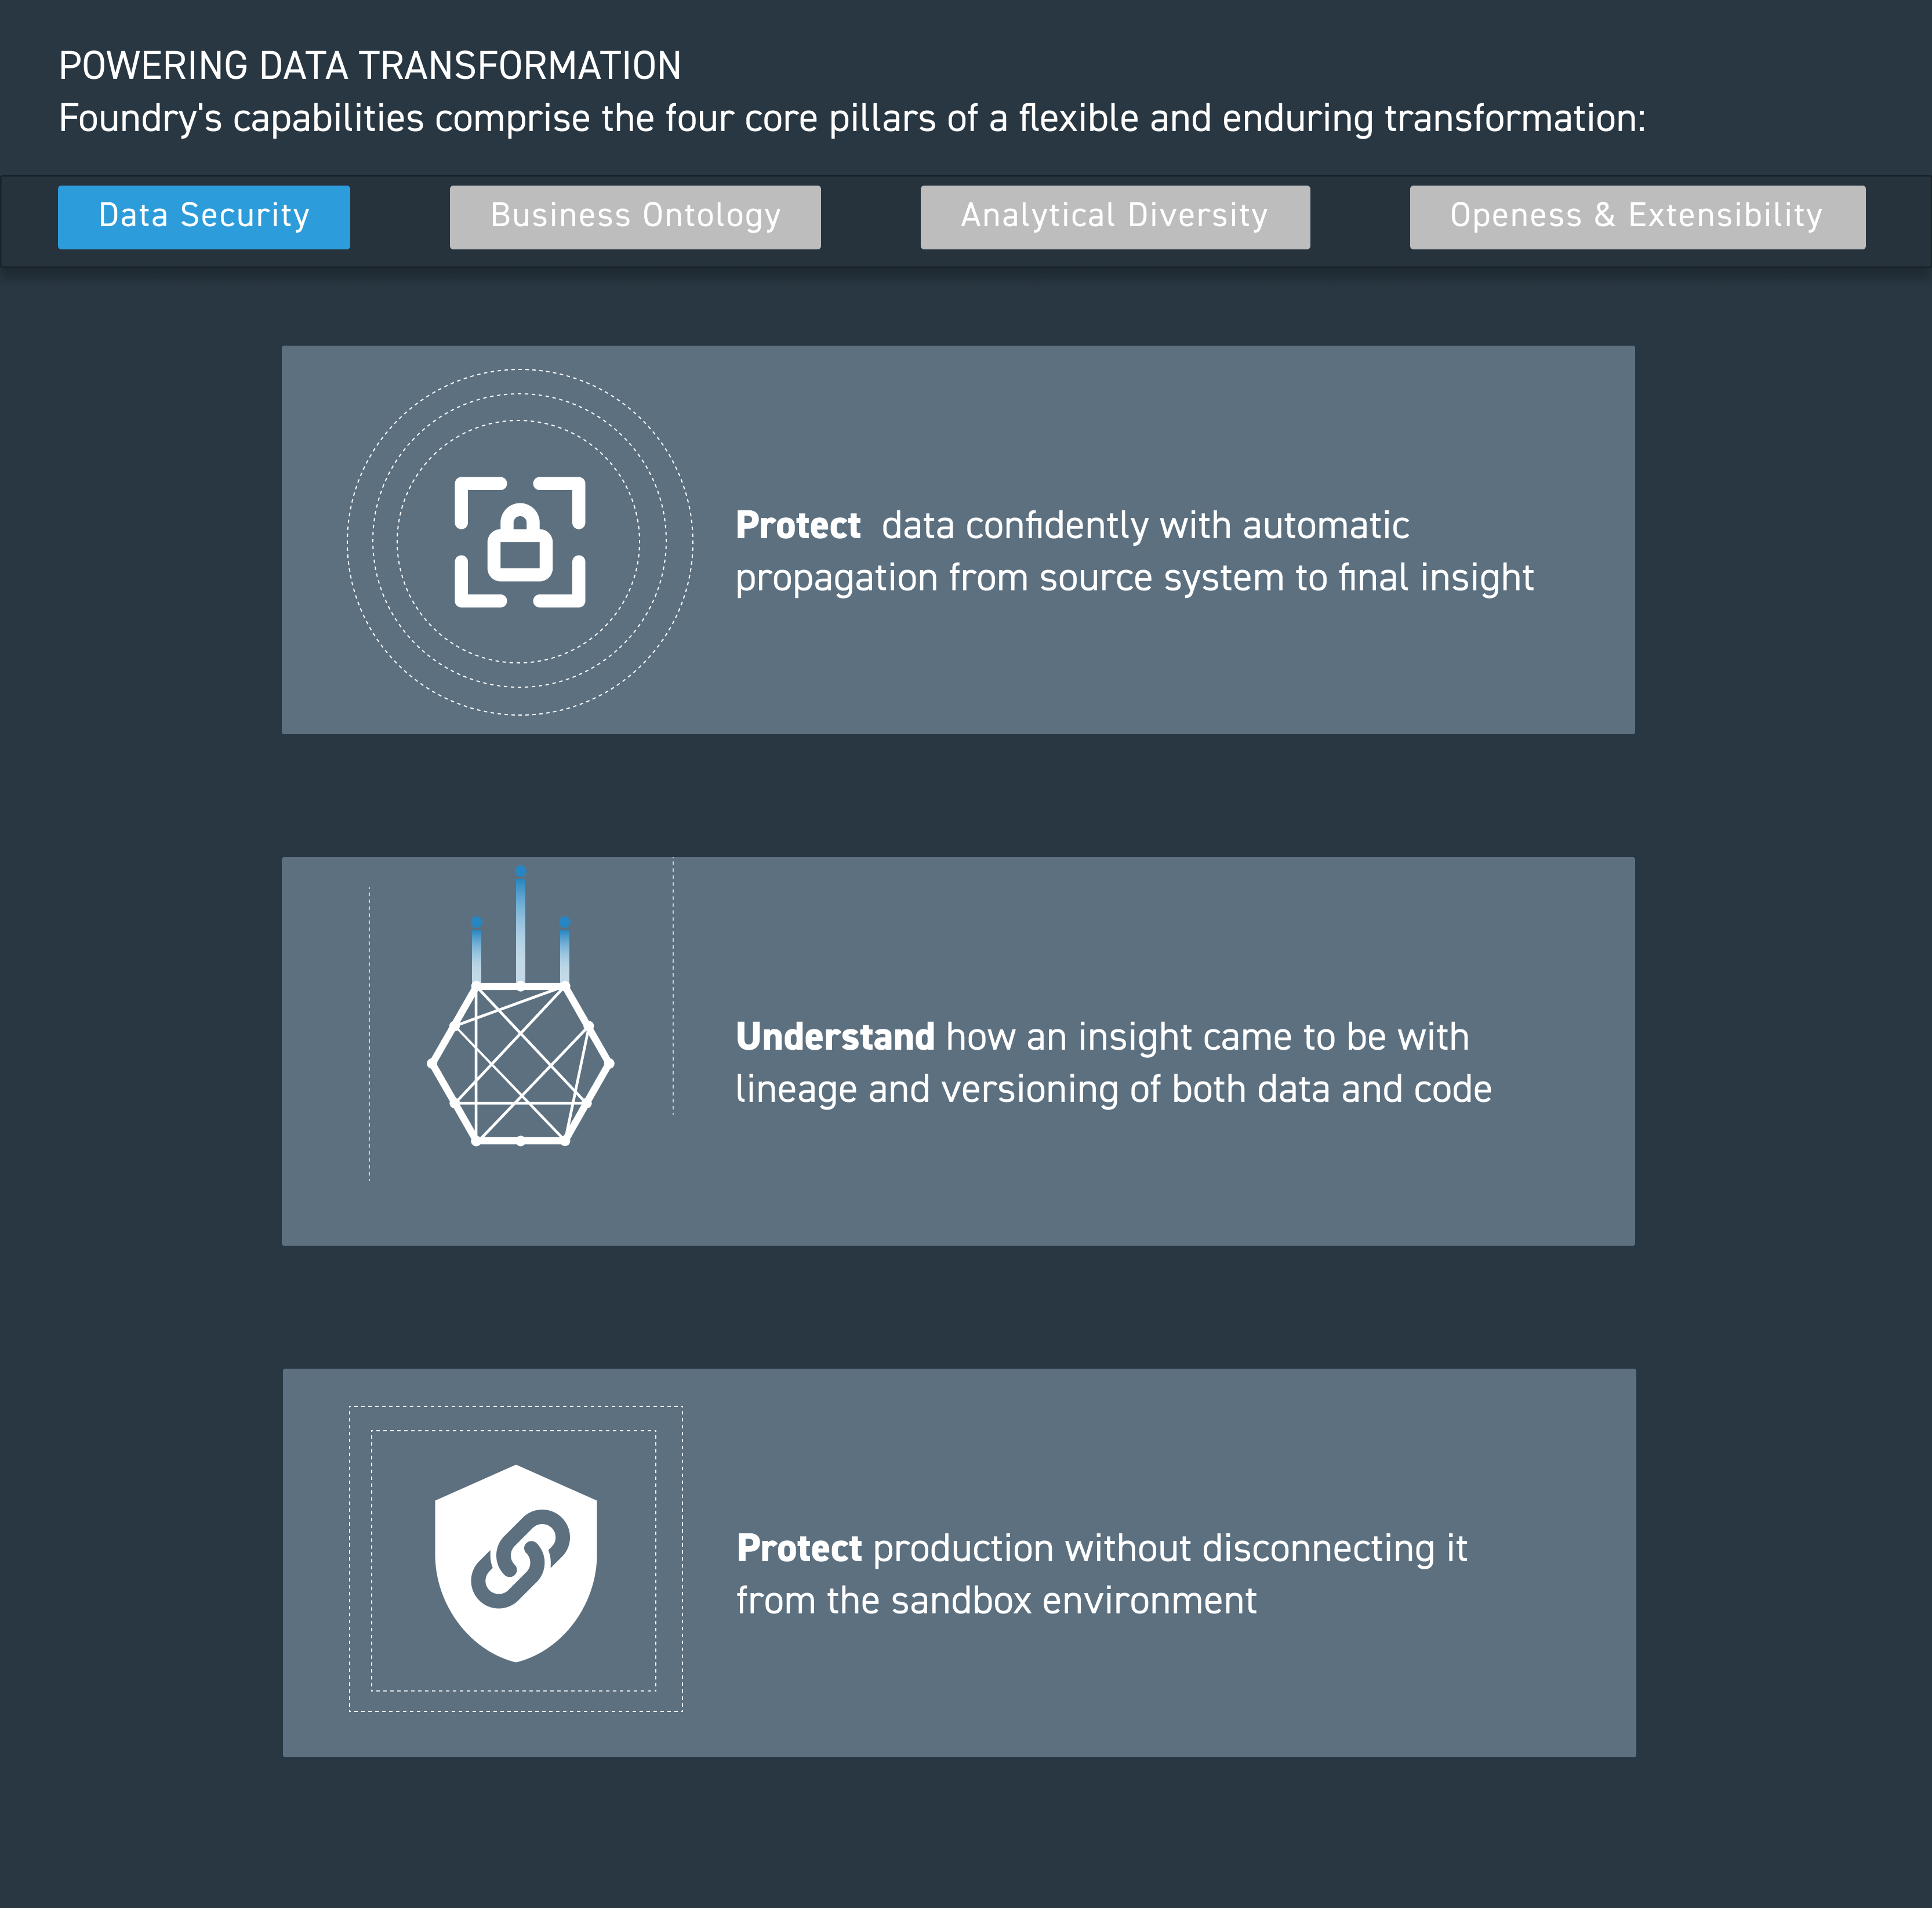 POWERING DATA TRANSFORMATION
Foundry's capabilities comprise the four core pillars of a flexible and enduring transformation:
Data Security
Business Ontology
Analytical Diversity
Openess & Extensibility
Protect data confidently with automatic
propagation from source system to final insight
Understand how an insight came to be with
lineage and versioning of both data and code
Protect production without disconnecting it
from the sandbox environment